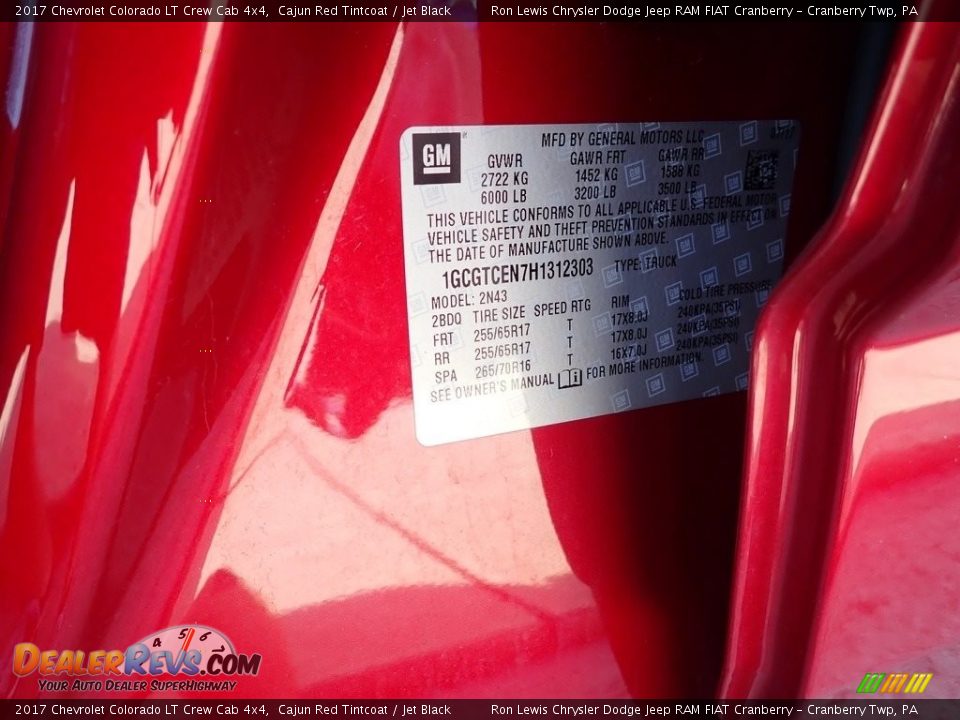 2017 Chevrolet Colorado LT Crew Cab 4x4, Cajun Red Tintcoat / Jet Black Ron Lewis Chrysler Dodge Jeep RAM FIAT Cranberry - Cranberry Twp, PA
GM
MFD BY GENERAL MOTORS LLC
GVWR GAWR FRT GAWR RR
2722 KG 1452 KG 1588 KG
6000 LB 3200 LB 3500 LB
THIS VEHICLE CONFORMS TO ALL APPLICABLE U.S. FEDERAL MOTOR
VEHICLE SAFETY AND THEFT PREVENTION STANDARDS IN EFFECT ON
THE DATE OF MANUFACTURE SHOWN ABOVE.
1GCGTCEN7H1312303 TYPE: TRUCK
MODEL: 2N43
2BDQ TIRE SIZE SPEED RTG RIM COLD TIRE PRESSURE
FRT 255/65R17 T 17X8.0J 240KPA(35PSI)
RR 255/65R17 T 17X8.0J 240KPA(35PSI)
SPA 265/70R16 T 16X7.0J 240KPA(35PSI)
SEE OWNER'S MANUAL FOR MORE INFORMATION.
4 5 6
DealerRevs.com
Your Auto Dealer SuperHighway
2017 Chevrolet Colorado LT Crew Cab 4x4, Cajun Red Tintcoat / Jet Black Ron Lewis Chrysler Dodge Jeep RAM FIAT Cranberry - Cranberry Twp, PA